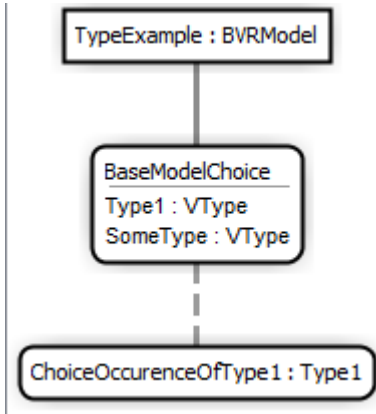 TypeExample : BVRModel
BaseModelChoice
Type1 : VType
SomeType : VType
ChoiceOccurenceOfType1 : Type1